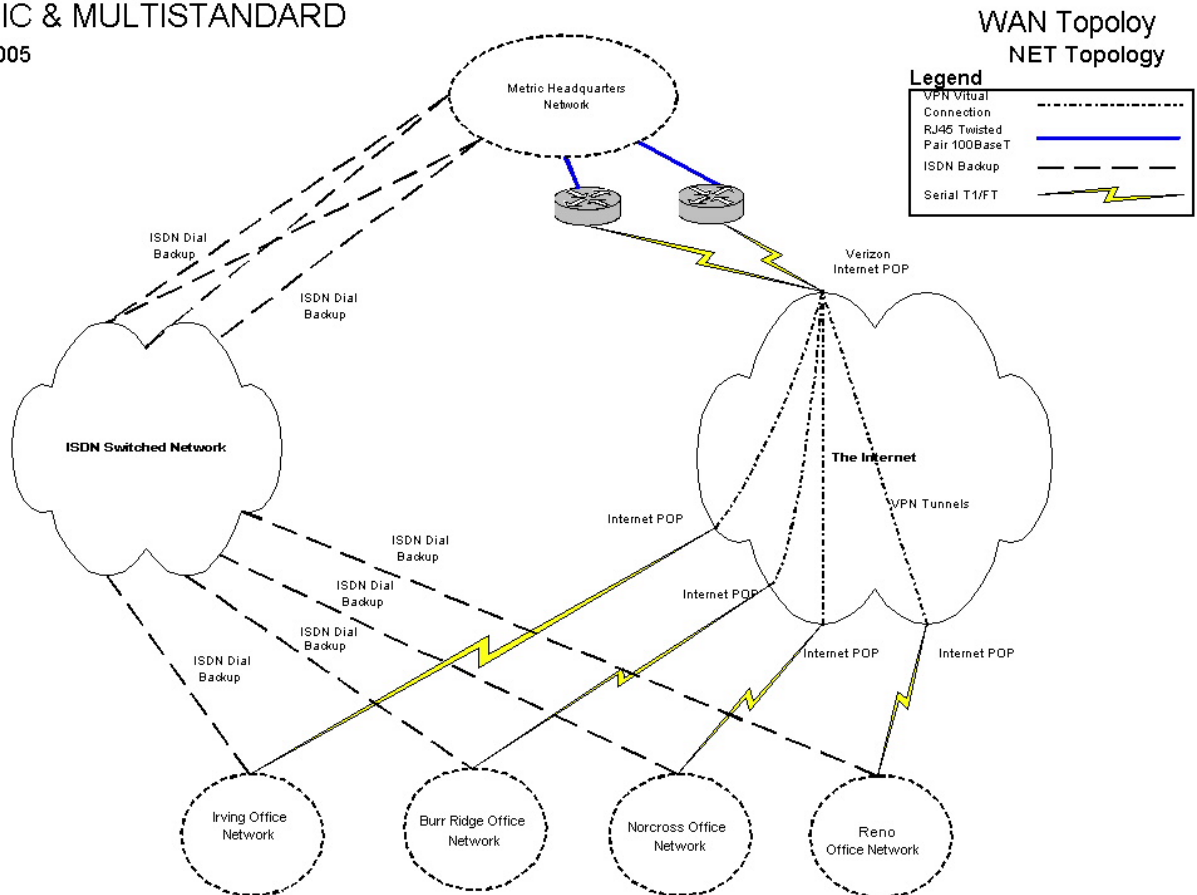 IC & MULTISTANDARD
005
WAN Topoloy
NET Topology
Legend
VPN Vitual
Connection
RJ45 Twisted
Pair 100BaseT
ISDN Backup
Serial T1/FT
Metric Headquarters
Network
ISDN Dial
Backup
ISDN Dial
Backup
Verizon
Internet POP
ISDN Switched Network
The Internet
VPN Tunnels
Internet POP
ISDN Dial
Backup
ISDN Dial
Backup
Internet POP
ISDN Dial
Backup
ISDN Dial
Backup
Internet POP
Internet POP
Irving Office
Network
Burr Ridge Office
Network
Norcross Office
Network
Reno
Office Network